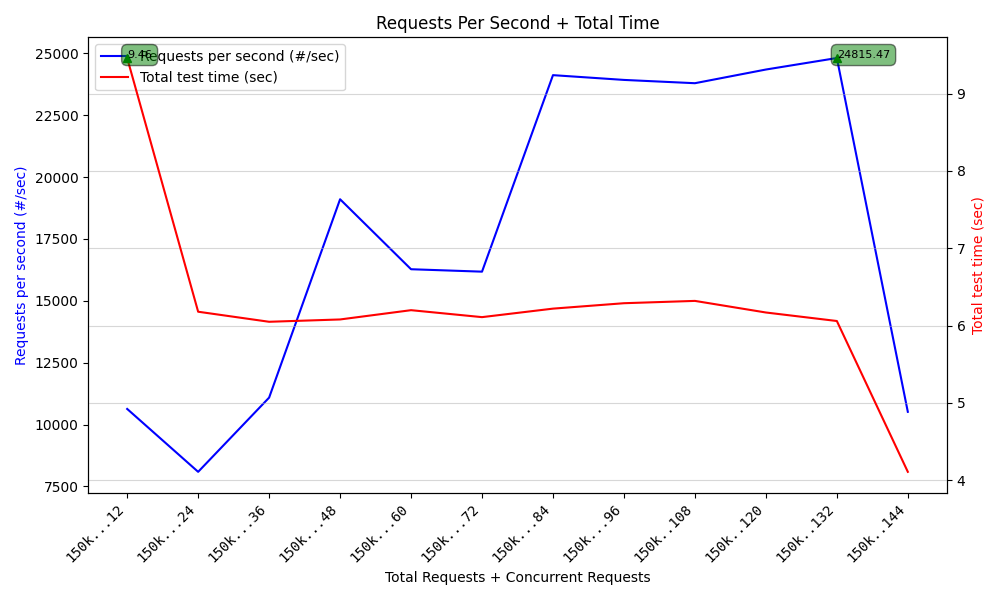 Requests Per Second + Total Time
9.46
Requests per second (#/sec)
Total test time (sec)
24815.47
25000
22500
20000
17500
15000
12500
10000
7500
Requests per second (#/sec)
9
8
7
6
5
4
Total test time (sec)
150k...12
150k...24
150k...36
150k...48
150k...60
150k...72
150k...84
150k...96
150k..108
150k..120
150k..132
150k..144
Total Requests + Concurrent Requests